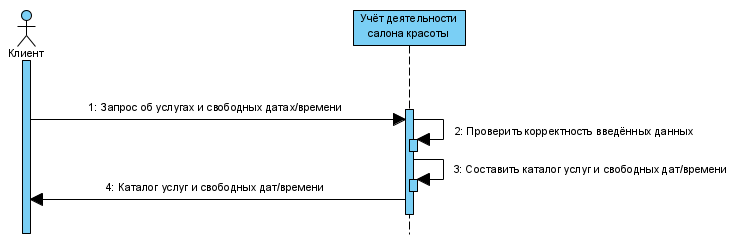 Учёт деятельности
салона красоты
Клиент
1: Запрос об услугах и свободных датах/времени
2: Проверить корректность введённых данных
3: Составить каталог услуг и свободных дат/времени
4: Каталог услуг и свободных дат/времени